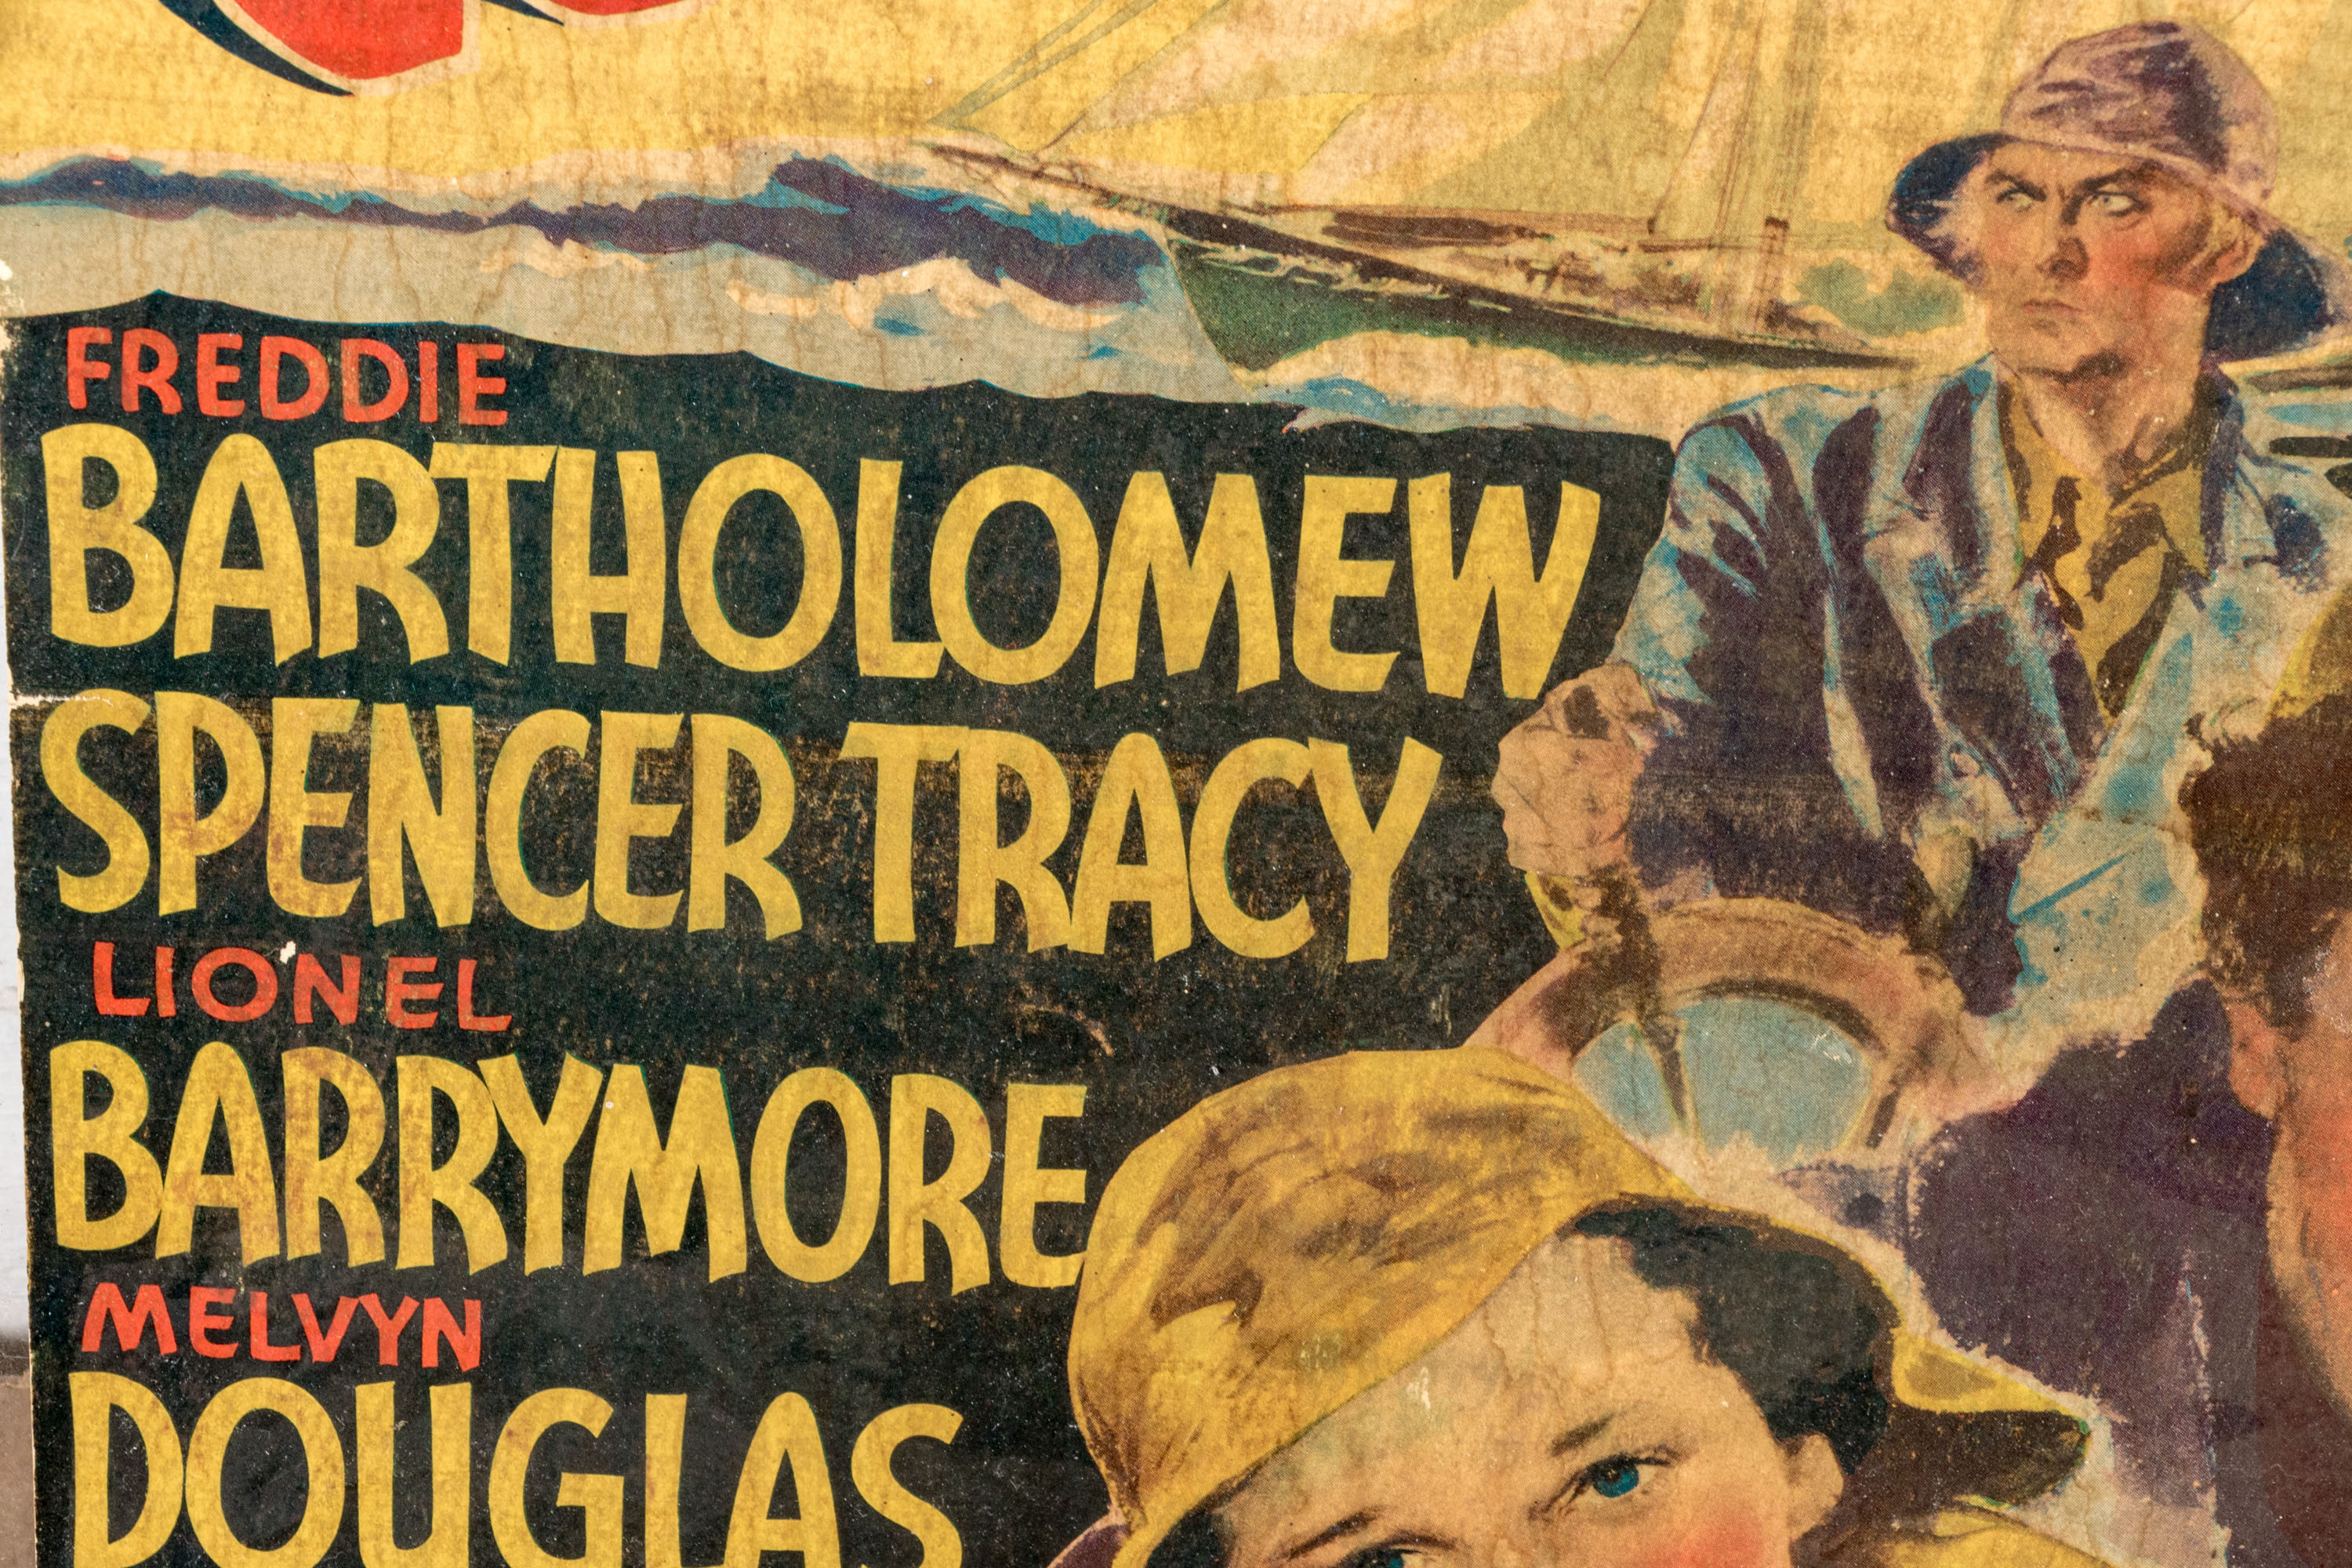 FREDDIE
BARTHOLOMEW
SPENCER TRACY
LIONEL
BARRYMORE
MELVYN
DOUGLAS